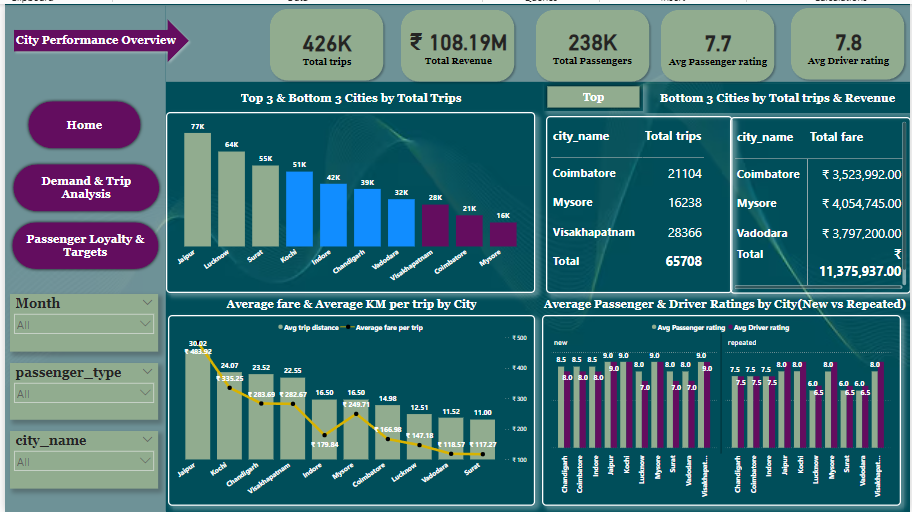 City Performance Overview
426K
Total trips
₹ 108.19M
Total Revenue
238K
Total Passengers
7.7
Avg Passenger rating
7.8
Avg Driver rating
Home
Demand & Trip
Analysis
Passenger Loyalty &
Targets
Month
All
passenger_type
All
city_name
All
Top 3 & Bottom 3 Cities by Total Trips
77K
64K
55K
51K
42K
39K
32K
28K
21K
16K
Jaipur
Lucknow
Surat
Kochi
Indore
Chandigarh
Vadodara
Visakhapatnam
Coimbatore
Mysore
Top
Bottom 3 Cities by Total trips & Revenue
city_name Total trips
Coimbatore 21104
Mysore 16238
Visakhapatnam 28366
Total 65708
city_name Total fare
Coimbatore ₹ 3,523,992.00
Mysore ₹ 4,054,745.00
Vadodara ₹ 3,797,200.00
Total ₹
11,375,937.00
Average fare & Average KM per trip by City
Avg trip distance Average fare per trip
30.02
24.07
23.52
22.55
16.50
16.50
14.98
12.51
11.52
11.00
₹ 483.92
₹ 335.25
₹ 283.69
₹ 282.67
₹ 179.84
₹ 249.71
₹ 166.98
₹ 147.18
₹ 118.57
₹ 117.27
₹ 500
₹ 400
₹ 300
₹ 200
₹ 100
Jaipur
Kochi
Chandigarh
Visakhapatnam
Indore
Mysore
Coimbatore
Lucknow
Vadodara
Surat
Average Passenger & Driver Ratings by City(New vs Repeated)
Avg Passenger rating Avg Driver rating
new
repeated
8.5 8.5 8.5 9.0 9.0 8.0 9.0 8.0 8.0 9.0
8.0 8.0 8.0 9.0 7.0 7.0 7.0 9.0
7.5 7.5 7.5 8.0 8.0 6.0 8.0 6.0 6.0 8.0
7.5 7.5 7.5 6.5 6.5 6.5
Chandigarh
Coimbatore
Indore
Jaipur
Kochi
Lucknow
Mysore
Surat
Vadodara
Visakhapat...
Chandigarh
Coimbatore
Indore
Jaipur
Kochi
Lucknow
Mysore
Surat
Vadodara
Visakhapat...